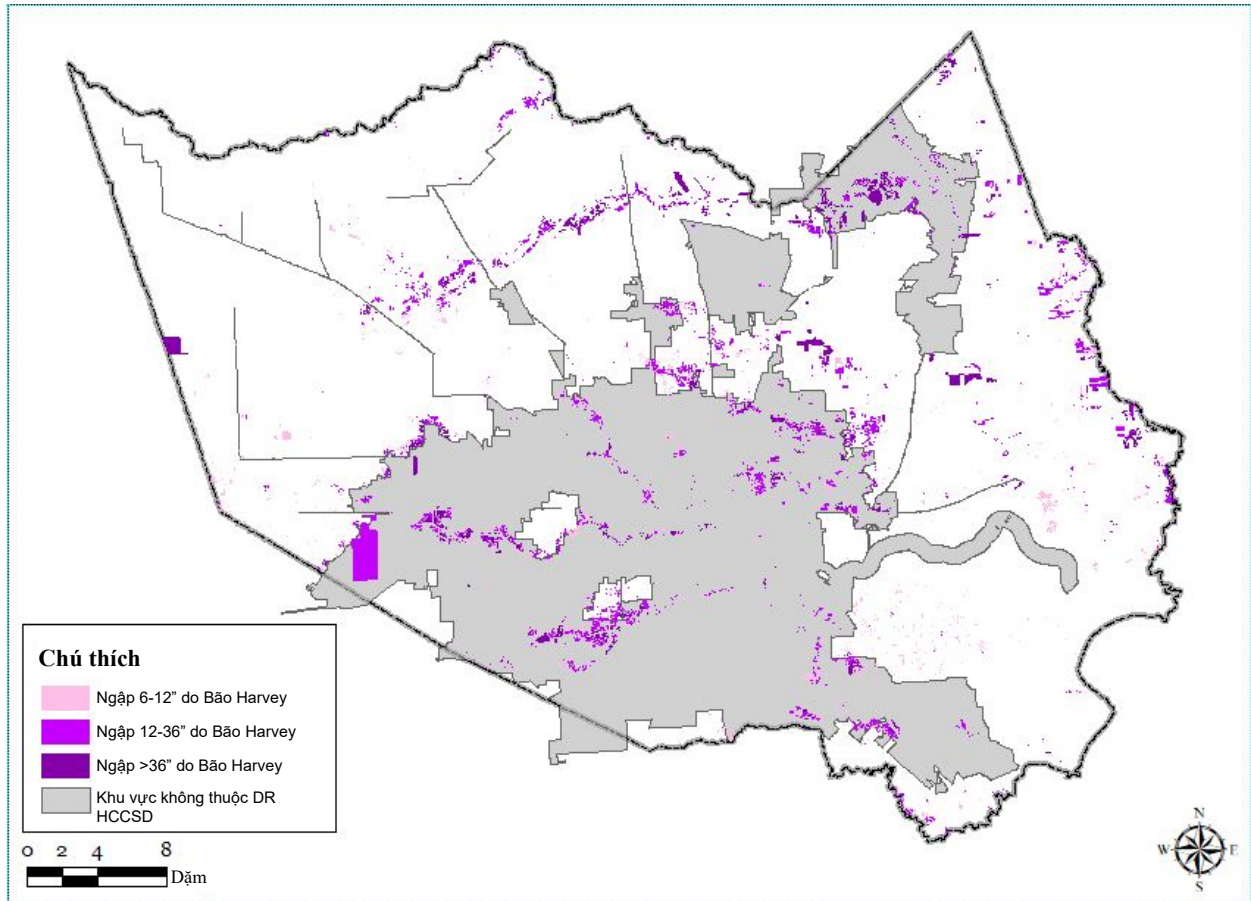 Chú thích
Ngập 6-12” do Bão Harvey
Ngập 12-36” do Bão Harvey
Ngập >36” do Bão Harvey
Khu vực không thuộc DR
HCCSD
0 2 4 8
Dặm
N
W E
S